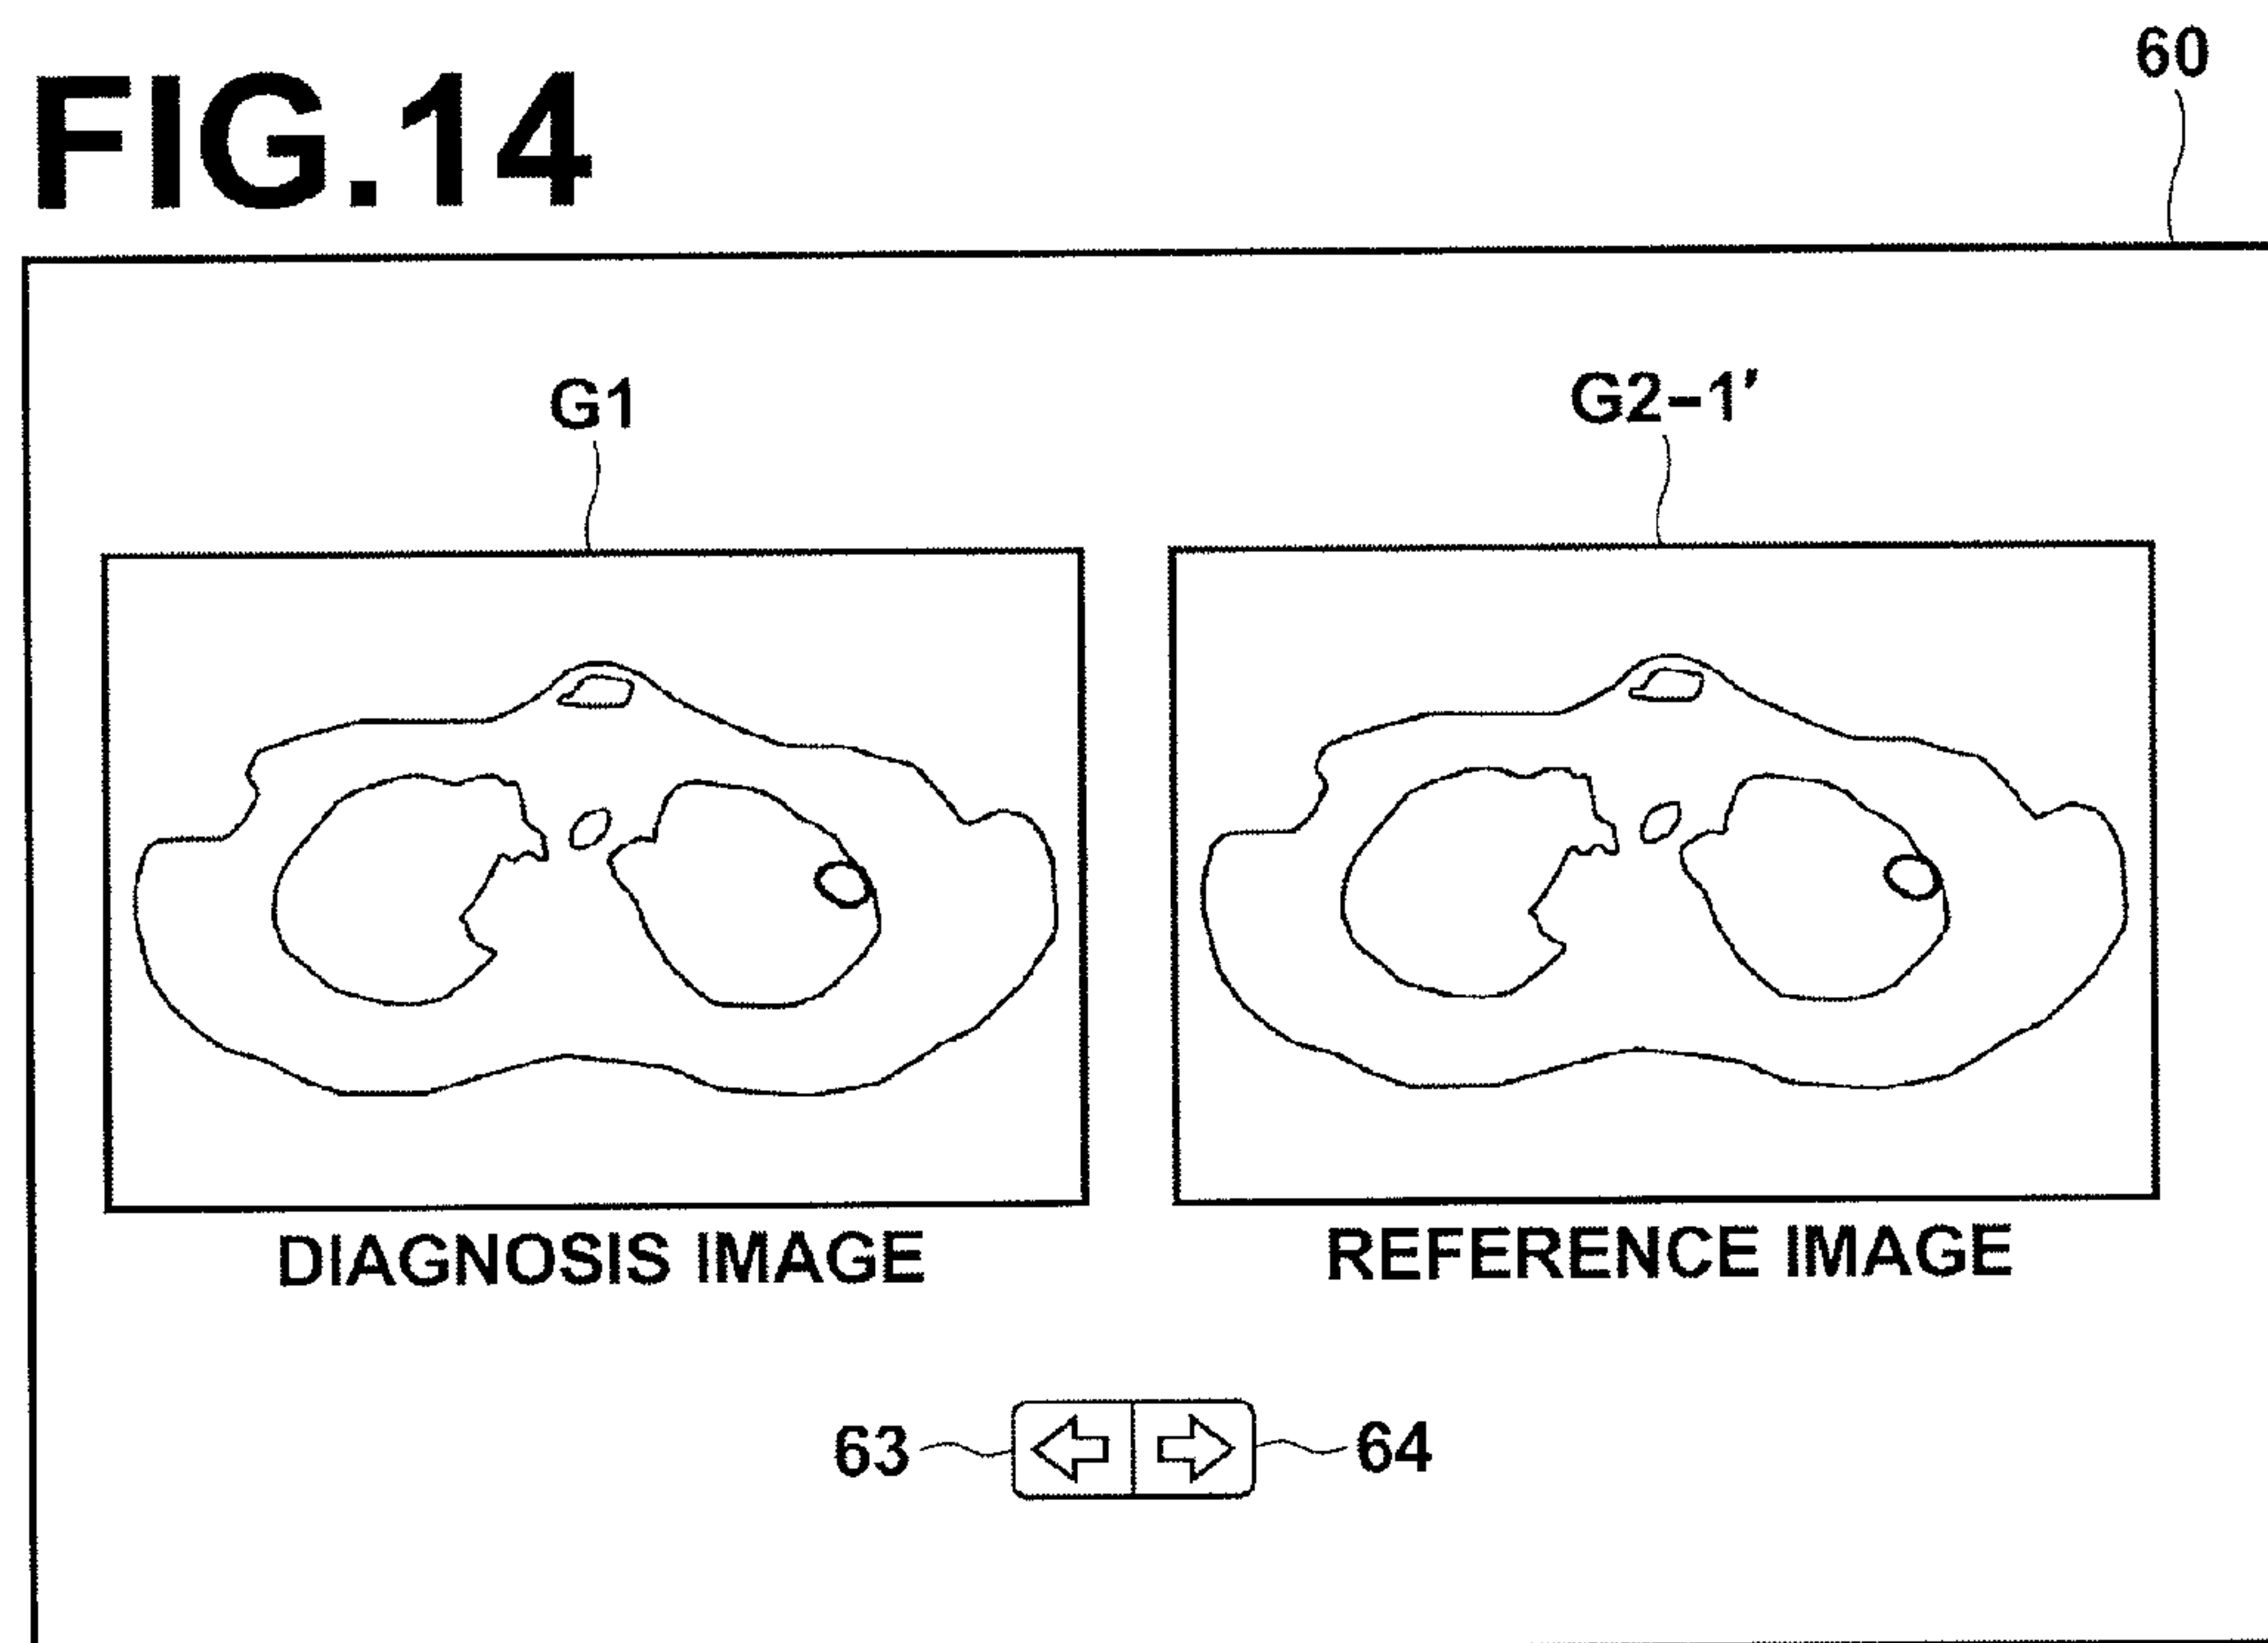 60
FIG.14
G1
G2-1'
DIAGNOSIS IMAGE
REFERENCE IMAGE
63
64